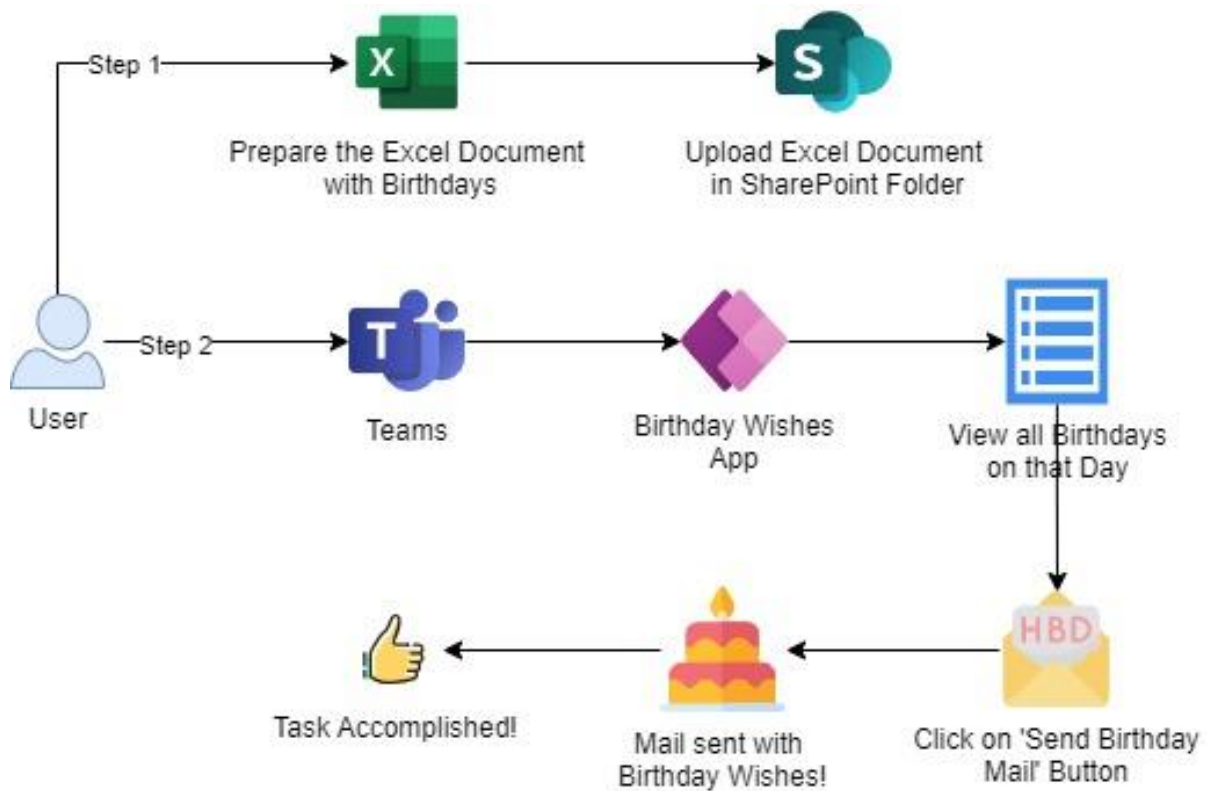 Step 1
X
S
Prepare the Excel Document
with Birthdays
Upload Excel Document
in SharePoint Folder
Step 2
T
User
Teams
Birthday Wishes
App
View all Birthdays
on that Day
HBD
Task Accomplished!
Mail sent with
Birthday Wishes!
Click on 'Send Birthday
Mail' Button